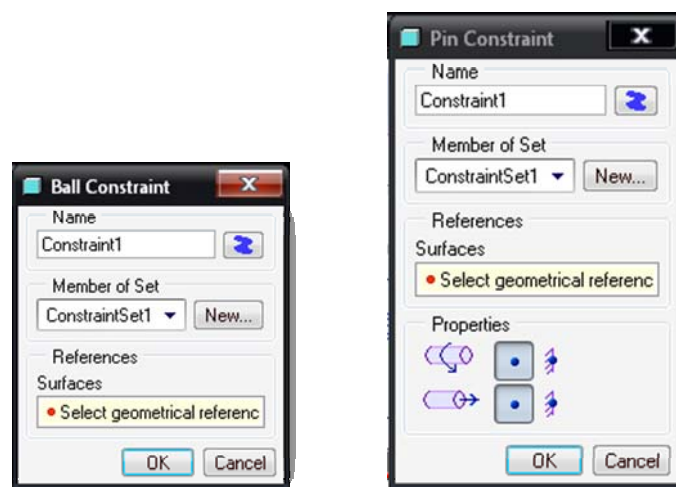 Ball Constraint
Name
Constraint1
Member of Set
ConstraintSet1
New...
References
Surfaces
Select geometrical referenc
OK
Cancel
Pin Constraint
Name
Constraint1
Member of Set
ConstraintSet1
New...
References
Surfaces
Select geometrical referenc
Properties
OK
Cancel